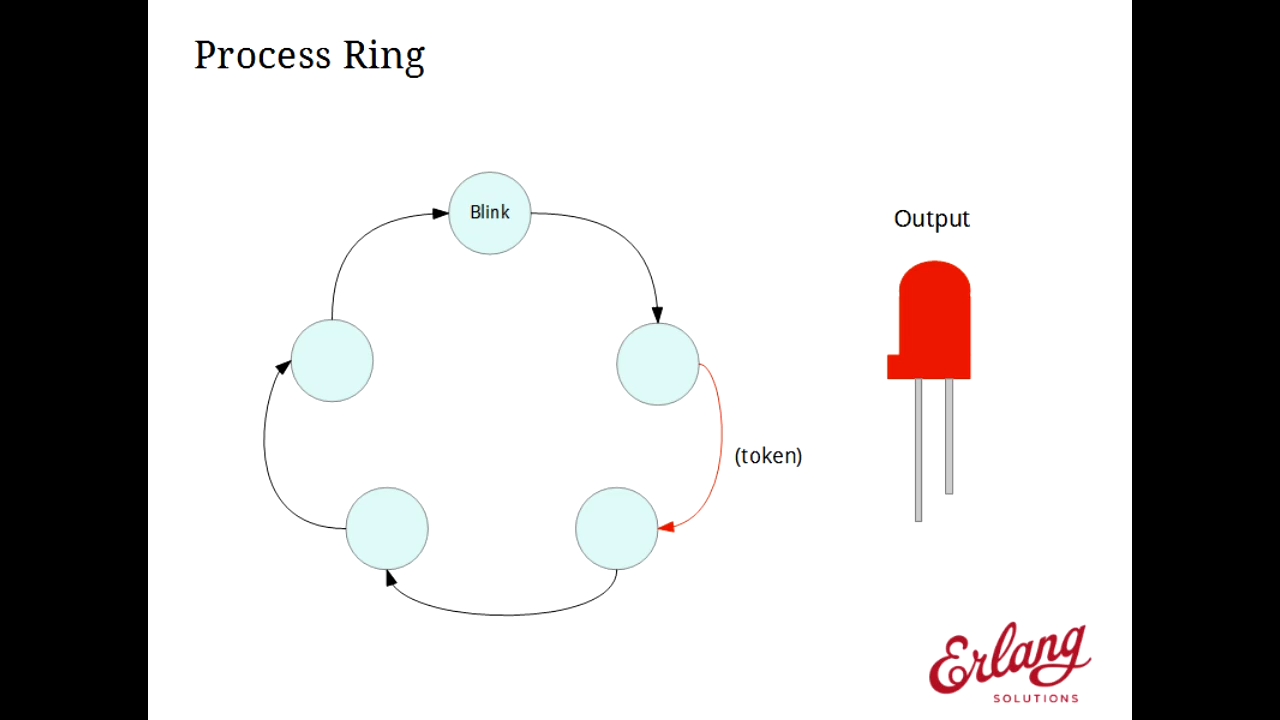 Process Ring
Blink
Output
(token)
Erlang
SOLUTIONS